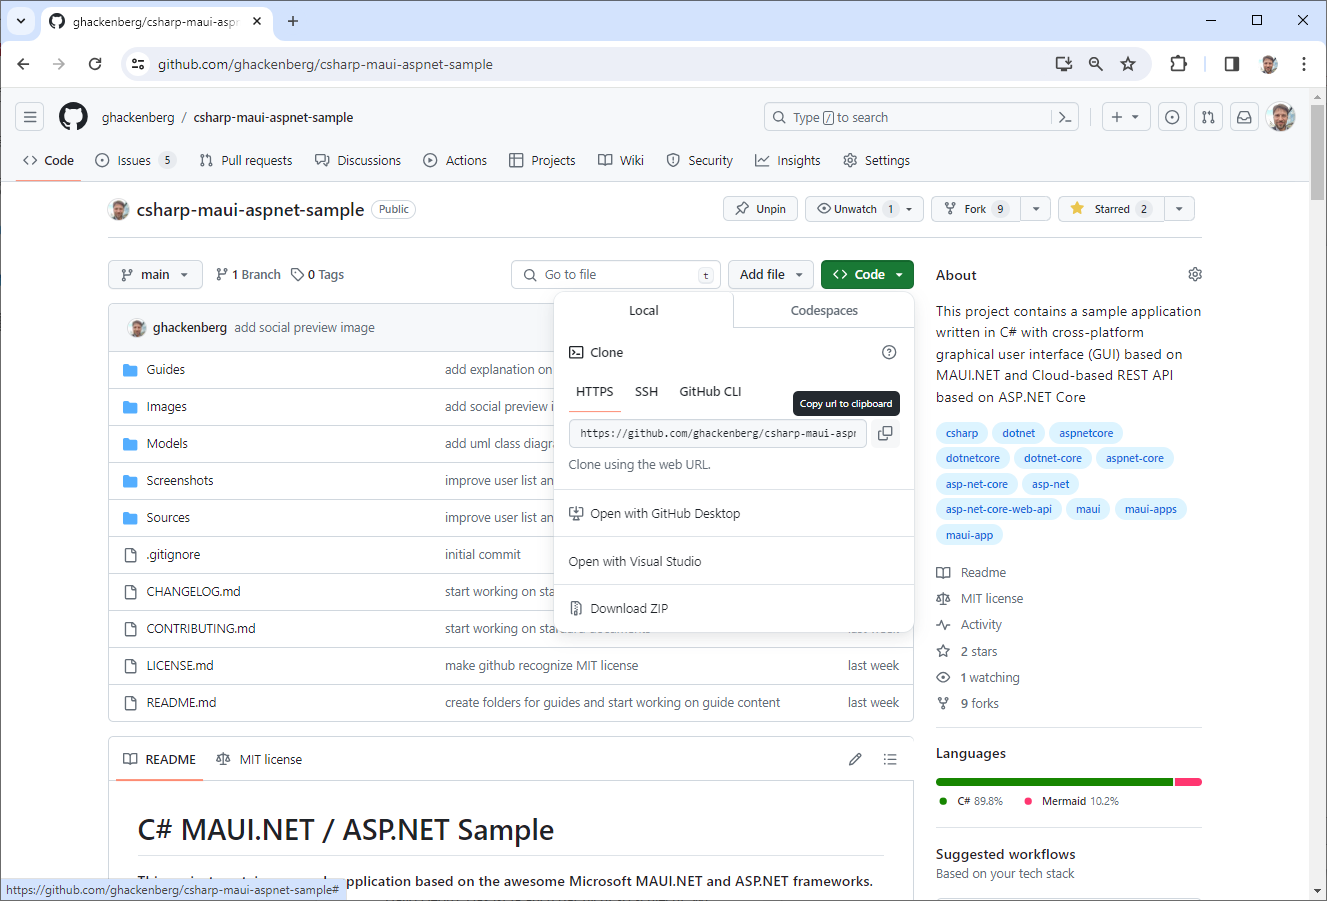 ghackenberg/csharp-maui-aspn
github.com/ghackenberg/csharp-maui-aspnet-sample
ghackenberg / csharp-maui-aspnet-sample
Type / to search
Code
Issues 5
Pull requests
Discussions
Actions
Projects
Wiki
Security
Insights
Settings
csharp-maui-aspnet-sample Public
Unpin
Unwatch 1
Fork 9
Starred 2
main
1 Branch
0 Tags
Go to file t
Add file
Code
ghackenberg add social preview image
Guides add explanation on
Images add social preview i
Models add uml class diagra
Screenshots improve user list an
Sources improve user list an
.gitignore initial commit
CHANGELOG.md start working on sta
CONTRIBUTING.md start working on standard documents last week
LICENSE.md make github recognize MIT license last week
README.md create folders for guides and start working on guide content last week
Local
Codespaces
Clone
HTTPS
SSH
GitHub CLI
Copy url to clipboard
https://github.com/ghackenberg/csharp-maui-aspn
Clone using the web URL.
Open with GitHub Desktop
Open with Visual Studio
Download ZIP
About
This project contains a sample application
written in C# with cross-platform
graphical user interface (GUI) based on
MAUI.NET and Cloud-based REST API
based on ASP.NET Core
csharp dotnet aspnetcore
dotnetcore dotnet-core aspnet-core
asp-net-core asp-net
asp-net-core-web-api maui maui-apps
maui-app
Readme
MIT license
Activity
2 stars
1 watching
9 forks
Languages
C# 89.8% Mermaid 10.2%
Suggested workflows
Based on your tech stack
README
MIT license
C# MAUI.NET / ASP.NET Sample
application based on the awesome Microsoft MAUI.NET and ASP.NET frameworks.
https://github.com/ghackenberg/csharp-maui-aspnet-sample#